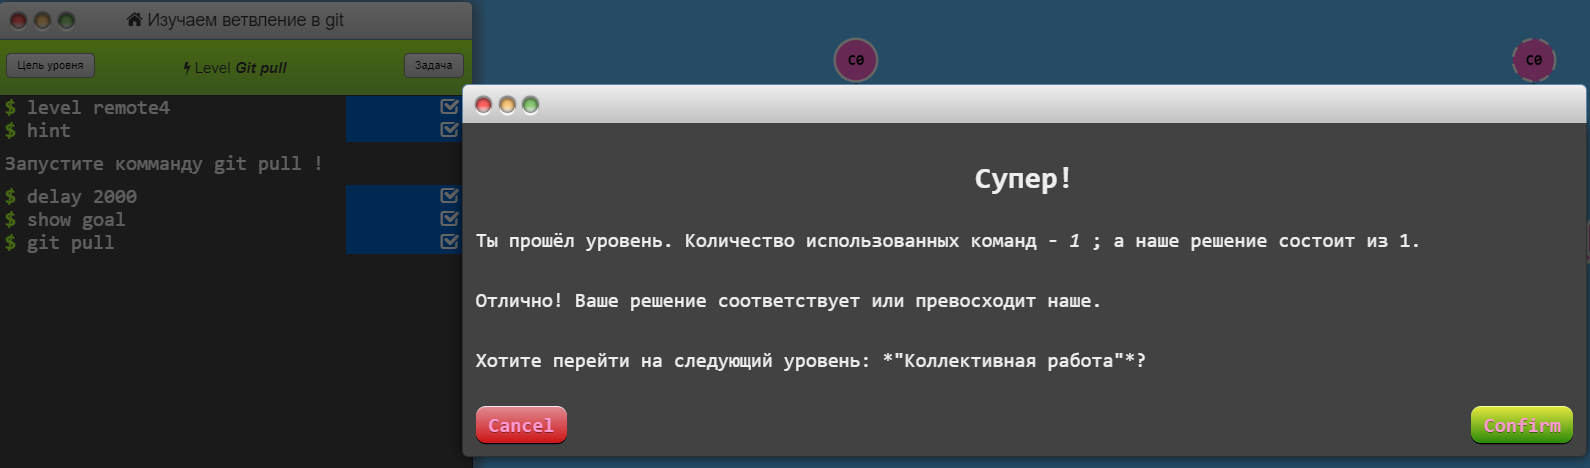 Изучаем ветвление в git
Цель уровня
Level Git pull
Задача
$ level remote4
$ hint
Запустите комманду git pull !
$ delay 2000
$ show goal
$ git pull
C0
C0
Супер!
Ты прошёл уровень. Количество использованных команд - 1 ; а наше решение состоит из 1.
Отлично! Ваше решение соответствует или превосходит наше.
Хотите перейти на следующий уровень: *"Коллективная работа"*?
Cancel
Confirm